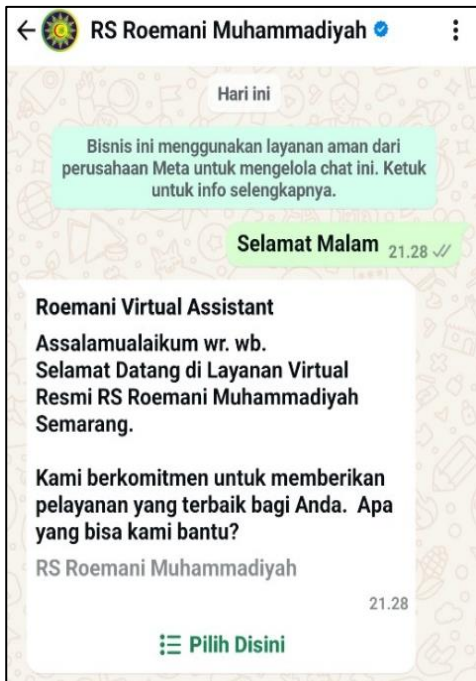 RS Roemani Muhammadiyah
Hari ini
Bisnis ini menggunakan layanan aman dari
perusahaan Meta untuk mengelola chat ini. Ketuk
untuk info selengkapnya.
Selamat Malam 21.28
Roemani Virtual Assistant
Assalamualaikum wr. wb.
Selamat Datang di Layanan Virtual
Resmi RS Roemani Muhammadiyah
Semarang.
Kami berkomitmen untuk memberikan
pelayanan yang terbaik bagi Anda. Apa
yang bisa kami bantu?
RS Roemani Muhammadiyah
21.28
Pilih Disini